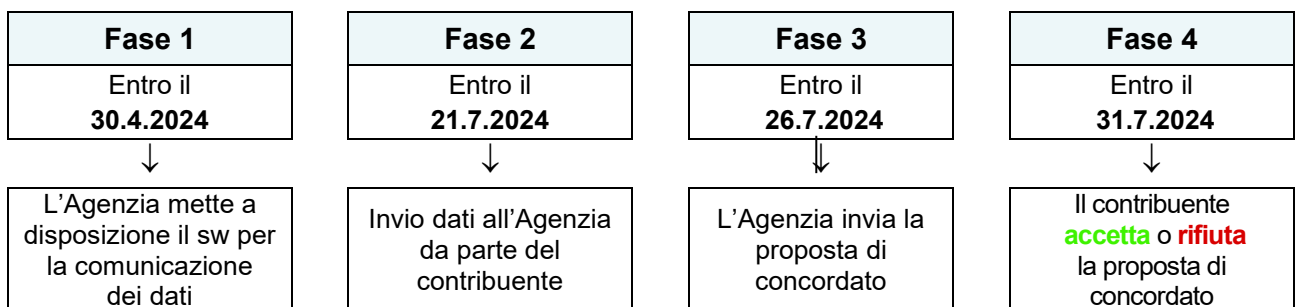 Fase 1
Entro il
30.4.2024
↓
L’Agenzia mette a
disposizione il sw per
la comunicazione
dei dati
Fase 2
Entro il
21.7.2024
↓
Invio dati all’Agenzia
da parte del
contribuente
Fase 3
Entro il
26.7.2024
⇓
L’Agenzia invia la
proposta di
concordato
Fase 4
Entro il
31.7.2024
↓
Il contribuente
accetta o rifiuta
la proposta di
concordato